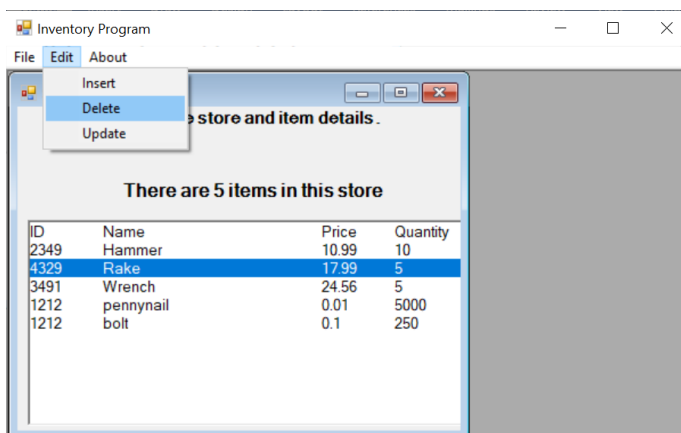 Inventory Program
File Edit About
Insert
Delete
Update
store and item details .
There are 5 items in this store
ID Name Price Quantity
2349 Hammer 10.99 10
4329 Rake 17.99 5
3491 Wrench 24.56 5
1212 pennynail 0.01 5000
1212 bolt 0.1 250